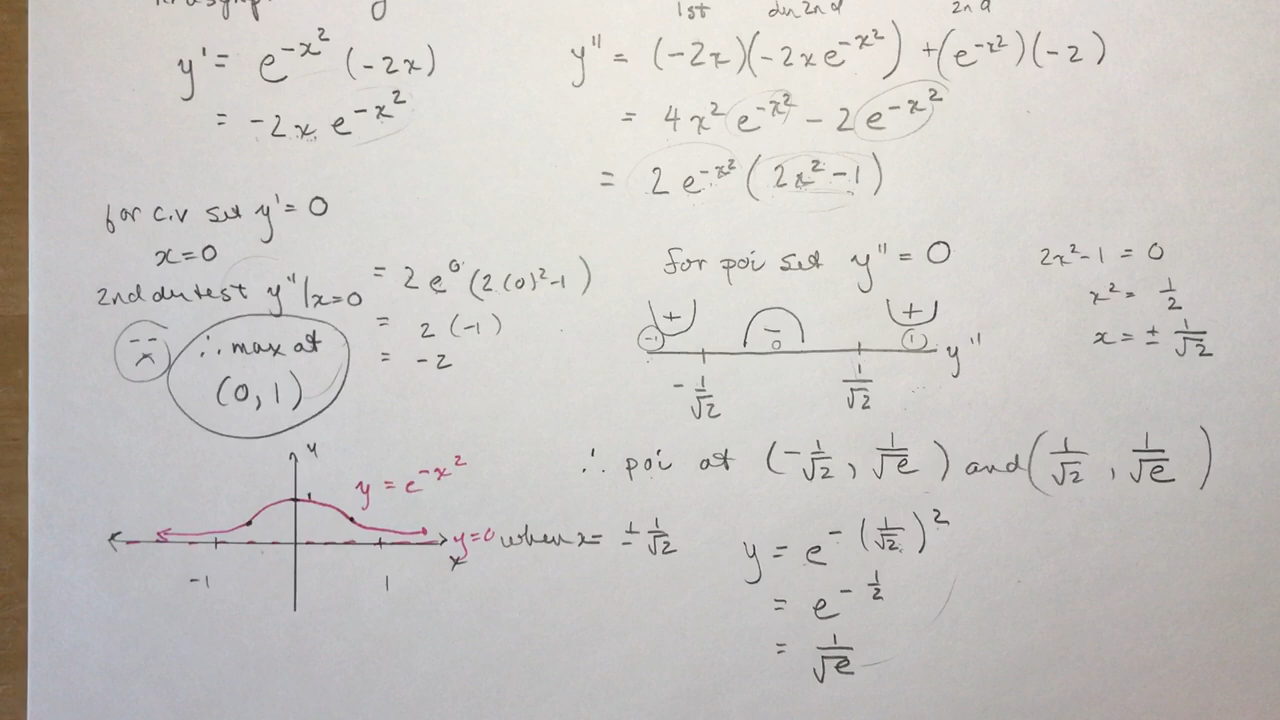 y
1st der 2nd 2nd
y' = e^{-x^2} (-2x)
= -2x e^{-x^2}
y'' = (-2x)(-2x e^{-x^2}) + (e^{-x^2})(-2)
= 4x^2 e^{-x^2} - 2 e^{-x^2}
= 2 e^{-x^2} (2x^2 - 1)
for c.v set y' = 0
x = 0
2nd der test y''|x=0 = 2e^0 (2(0)^2 - 1)
= 2 (-1)
= -2
∴ max at
(0, 1)
for poi set y'' = 0
2x^2 - 1 = 0
x^2 = 1/2
x = ± 1/√2
+ - +
-1 0 1
y''
-1/√2 1/√2
∴ poi at (-1/√2, 1/√e) and (1/√2, 1/√e)
y
y = e^{-x^2}
1
y=0
x
-1 1
when x = ± 1/√2
y = e^{-(1/√2)^2}
= e^{-1/2}
= 1/√e